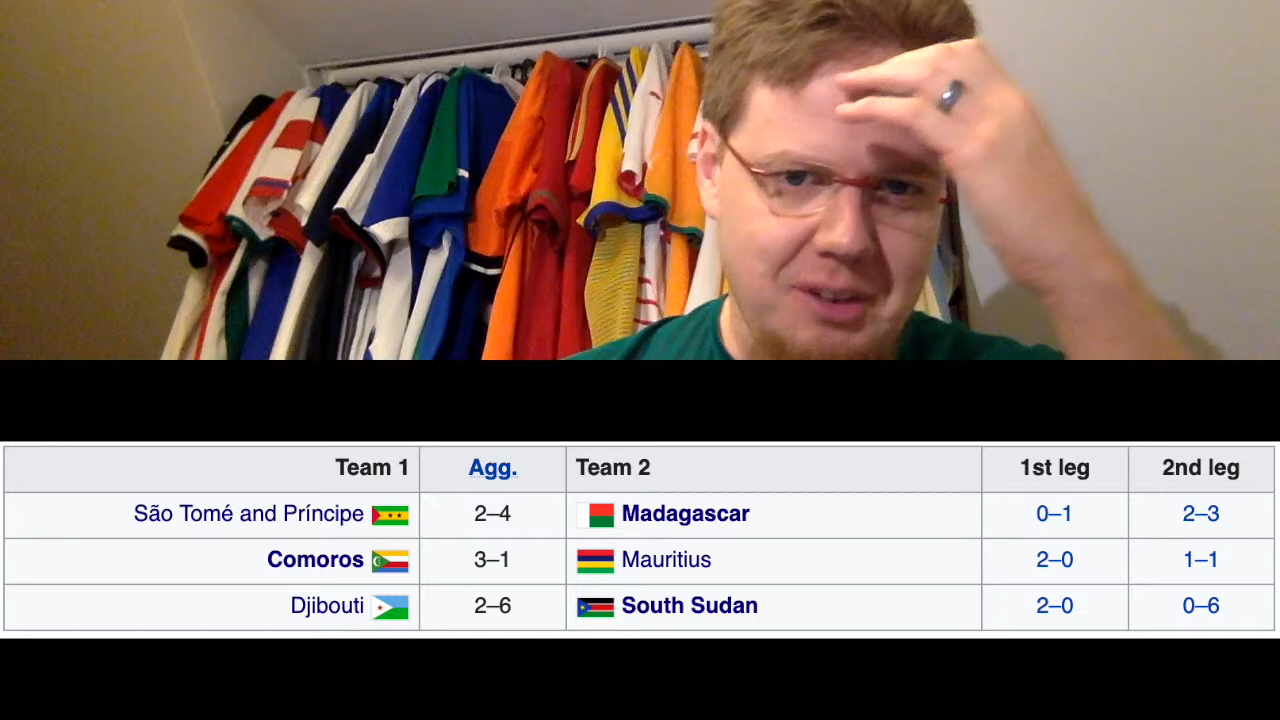 Team 1 Agg. Team 2 1st leg 2nd leg
São Tomé and Príncipe 2–4 Madagascar 0–1 2–3
Comoros 3–1 Mauritius 2–0 1–1
Djibouti 2–6 South Sudan 2–0 0–6